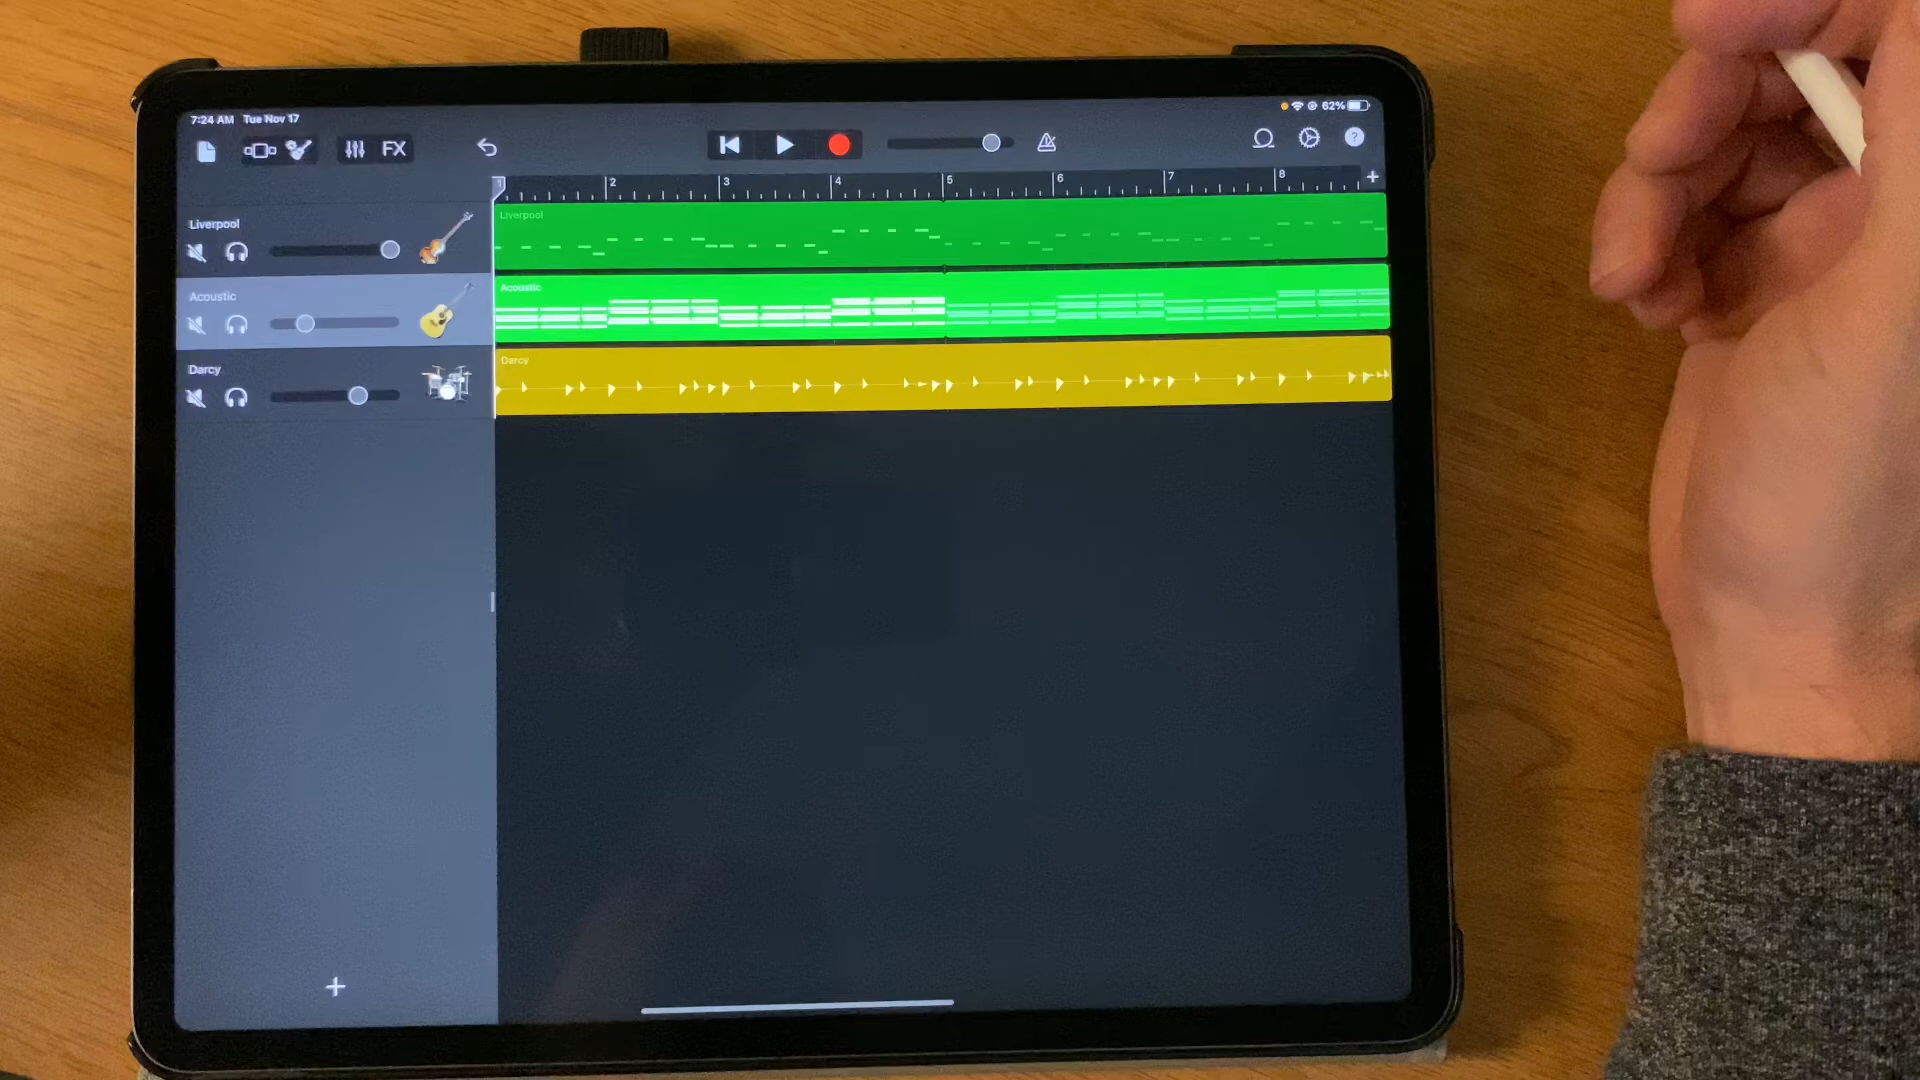 7:24 AM Tue Nov 17
62%
FX
?
1 2 3 4 5 6 7 8
Liverpool
Liverpool
Acoustic
Acoustic
Darcy
Darcy